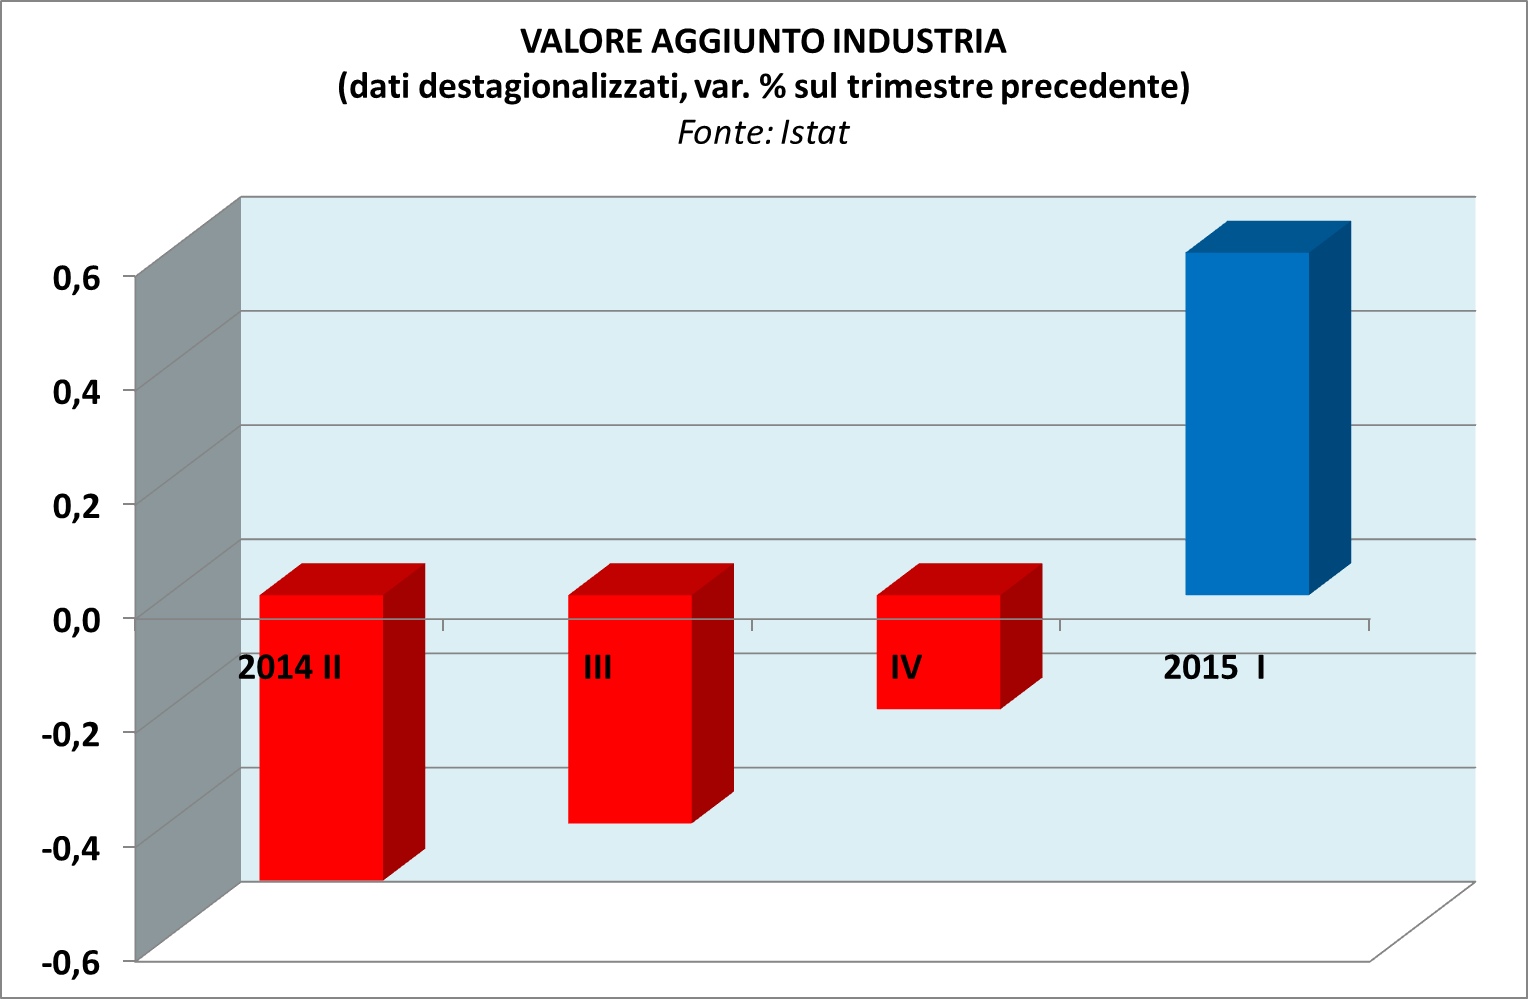 VALORE AGGIUNTO INDUSTRIA
(dati destagionalizzati, var. % sul trimestre precedente)
Fonte: Istat
0,6
0,4
0,2
0,0
-0,2
-0,4
-0,6
2014 II III IV 2015 I